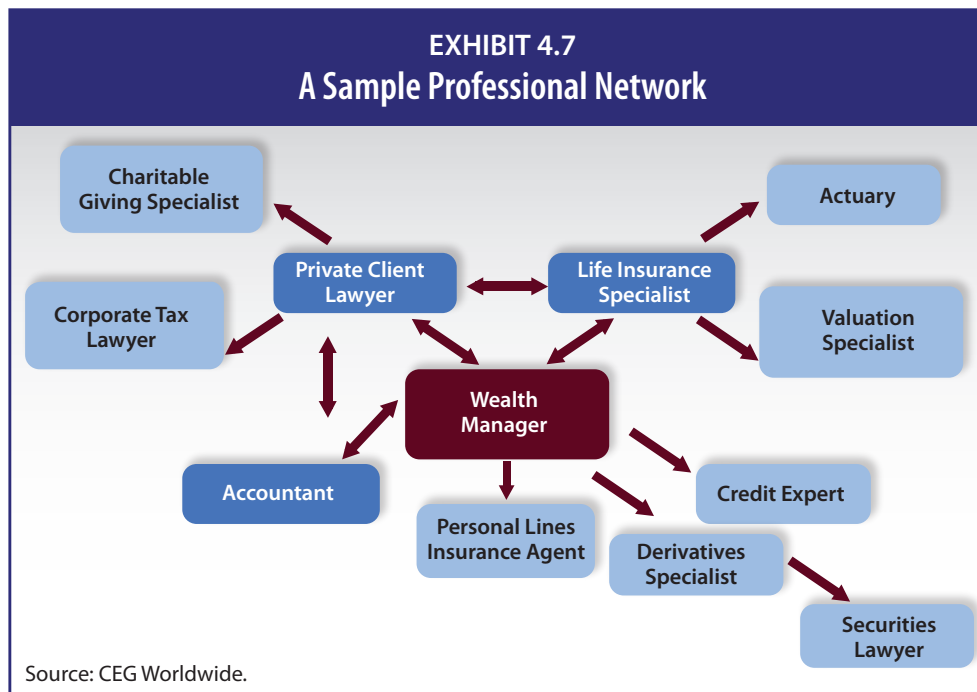 EXHIBIT 4.7
A Sample Professional Network
Charitable
Giving Specialist
Actuary
Private Client
Lawyer
Life Insurance
Specialist
Corporate Tax
Lawyer
Valuation
Specialist
Wealth
Manager
Accountant
Credit Expert
Personal Lines
Insurance Agent
Derivatives
Specialist
Securities
Lawyer
Source: CEG Worldwide.